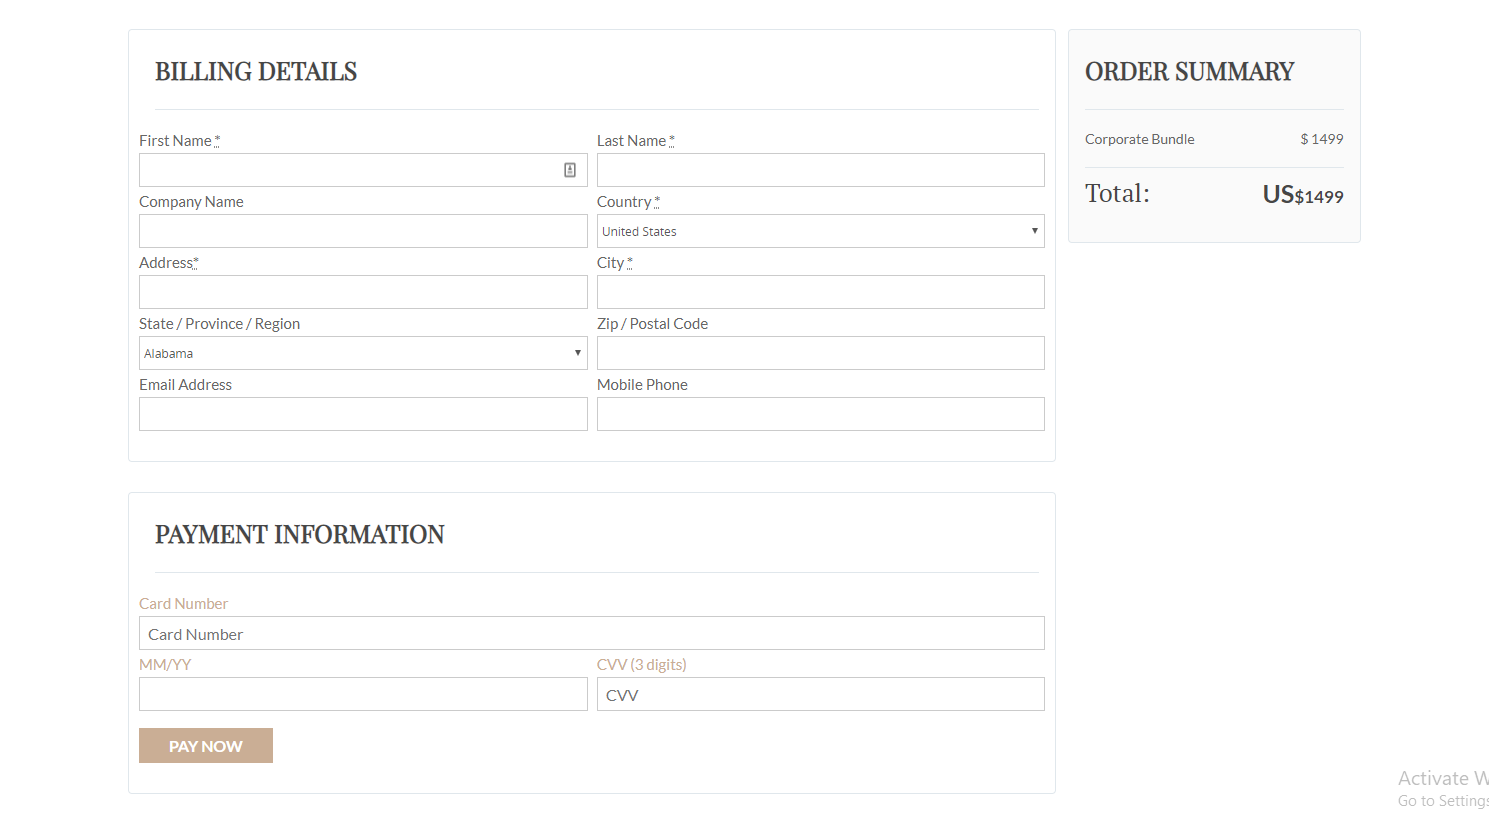 BILLING DETAILS
First Name *
Last Name *
Company Name
Country *
United States
Address*
City *
State / Province / Region
Alabama
Zip / Postal Code
Email Address
Mobile Phone
PAYMENT INFORMATION
Card Number
Card Number
MM/YY
CVV (3 digits)
CVV
PAY NOW
ORDER SUMMARY
Corporate Bundle $ 1499
Total: US$1499
Activate W
Go to Settings